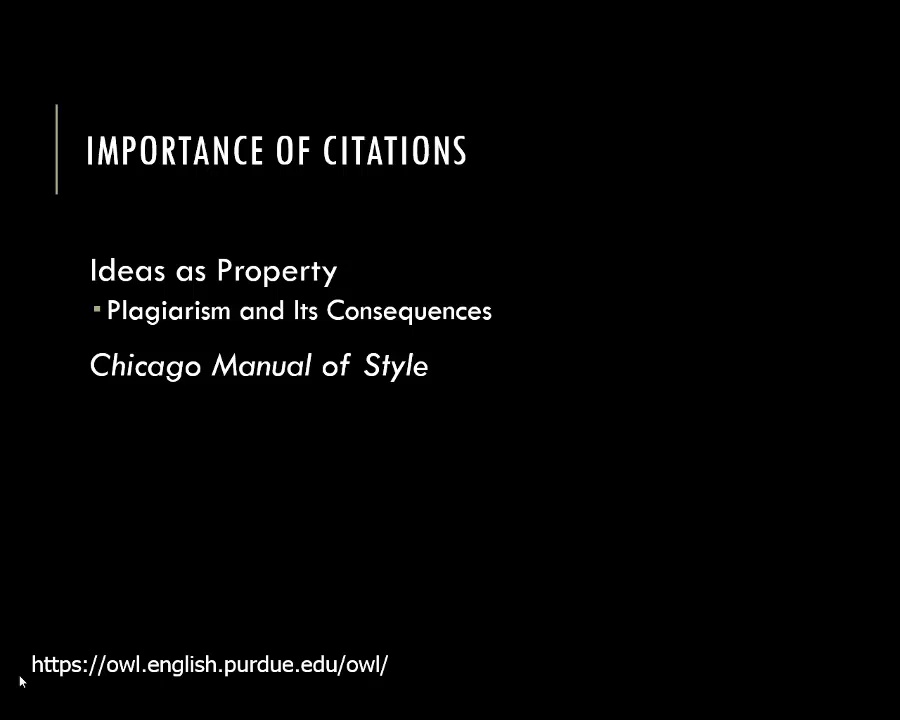 IMPORTANCE OF CITATIONS
Ideas as Property
▪ Plagiarism and Its Consequences
Chicago Manual of Style
https://owl.english.purdue.edu/owl/